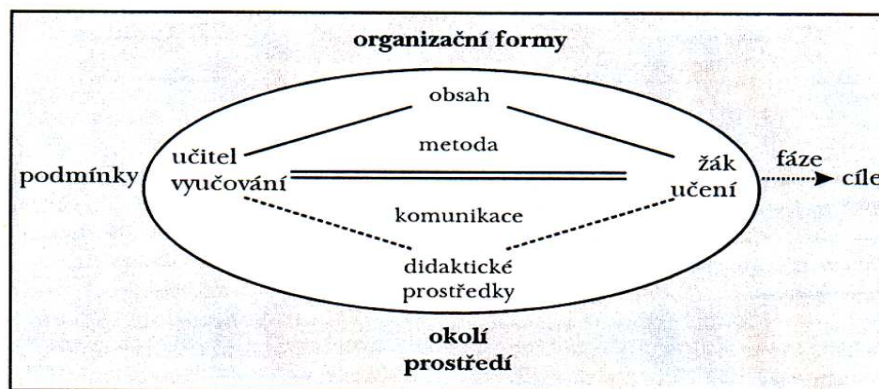 organizační formy
obsah
metoda
učitel
vyučování
žák
učení
podmínky
fáze
cíle
komunikace
didaktické
prostředky
okolí
prostředí